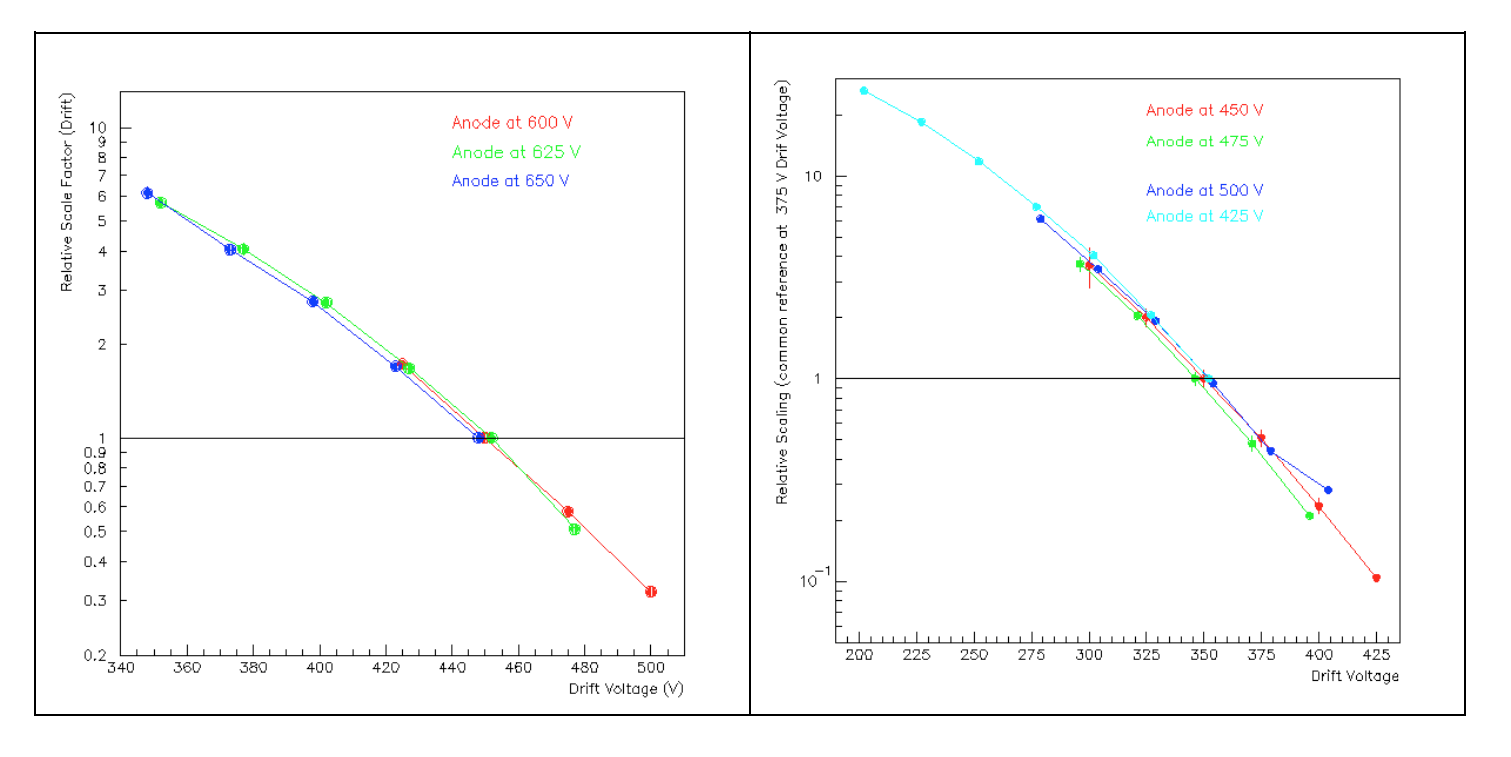 Relative Scale Factor (Drift)
10
9
8
7
6
5
4
3
2
1
0.9
0.8
0.7
0.6
0.5
0.4
0.3
0.2
Anode at 600 V
Anode at 625 V
Anode at 650 V
340 360 380 400 420 440 460 480 500
Drift Voltage (V)
Relative Scaling (common reference at 375 V Drif Voltage)
10
1
10⁻¹
Anode at 450 V
Anode at 475 V
Anode at 500 V
Anode at 425 V
200 225 250 275 300 325 350 375 400 425
Drift Voltage